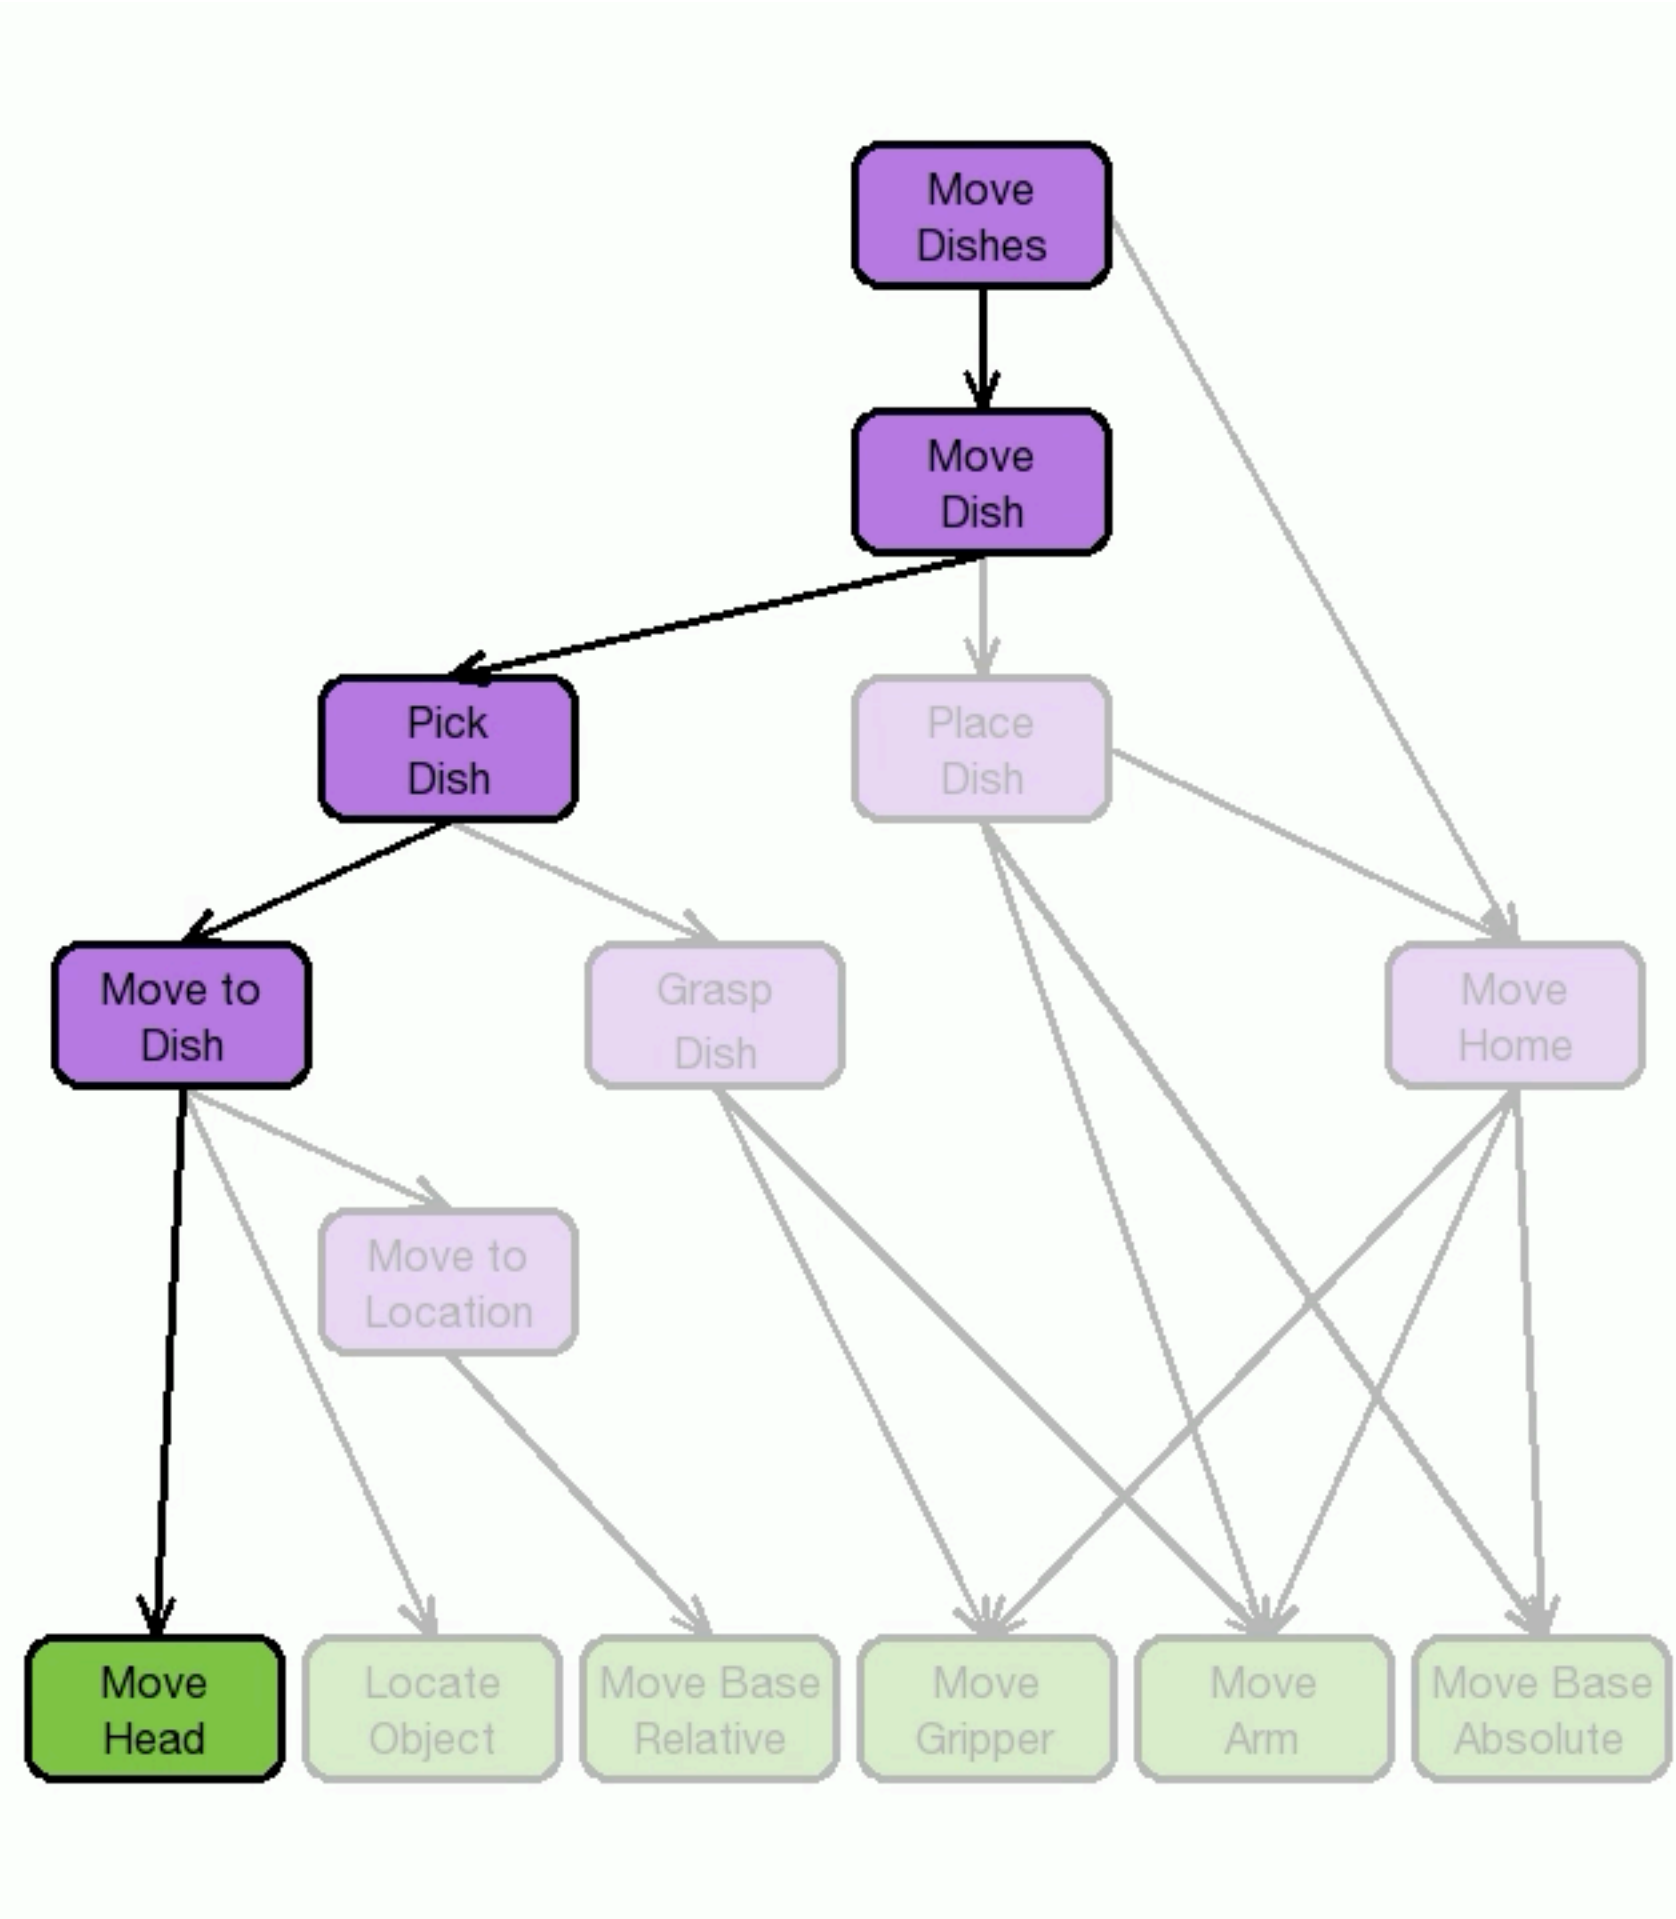 Move
Dishes
Move
Dish
Pick
Dish
Place
Dish
Move to
Dish
Grasp
Dish
Move
Home
Move to
Location
Move
Head
Locate
Object
Move Base
Relative
Move
Gripper
Move
Arm
Move Base
Absolute